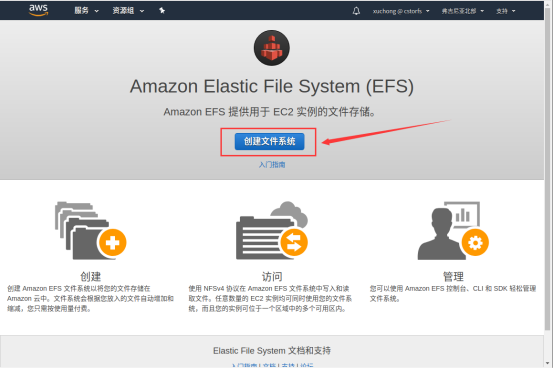 aws 服务 资源组 xuchong @ cstorfs 弗吉尼亚北部 支持
Amazon Elastic File System (EFS)
Amazon EFS 提供用于 EC2 实例的文件存储。
创建文件系统
入门指南
创建
创建 Amazon EFS 文件系统以将您的文件存储在
Amazon 云中。文件系统会根据您放入的文件自动增加和
缩减，您只需按使用量付费。
访问
使用 NFSv4 协议在 Amazon EFS 文件系统中写入和读
取文件。任意数量的 EC2 实例均可同时使用您的文件系
统，而且您的实例可位于一个区域中的多个可用区内。
管理
您可以使用 Amazon EFS 控制台、CLI 和 SDK 轻松管理
文件系统。
Elastic File System 文档和支持
入门指南 | 文档 | 支持 | 论坛